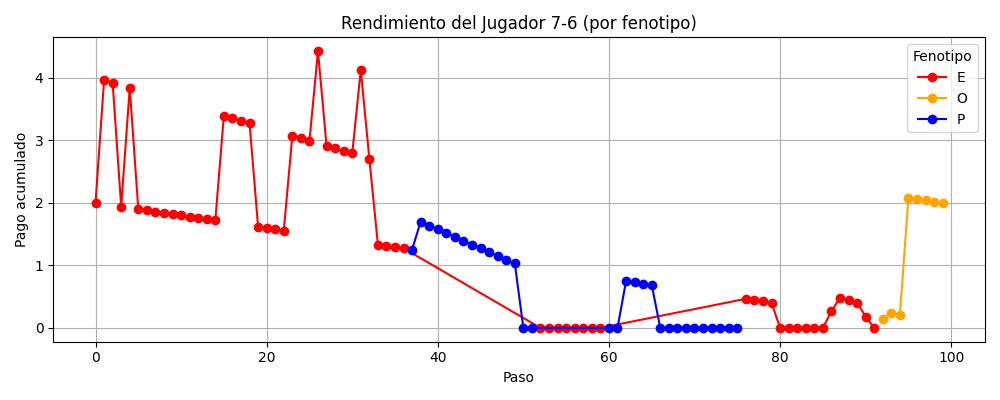 Rendimiento del Jugador 7-6 (por fenotipo)
Pago acumulado
4
3
2
1
0
0
20
40
60
80
100
Paso
Fenotipo
E
O
P